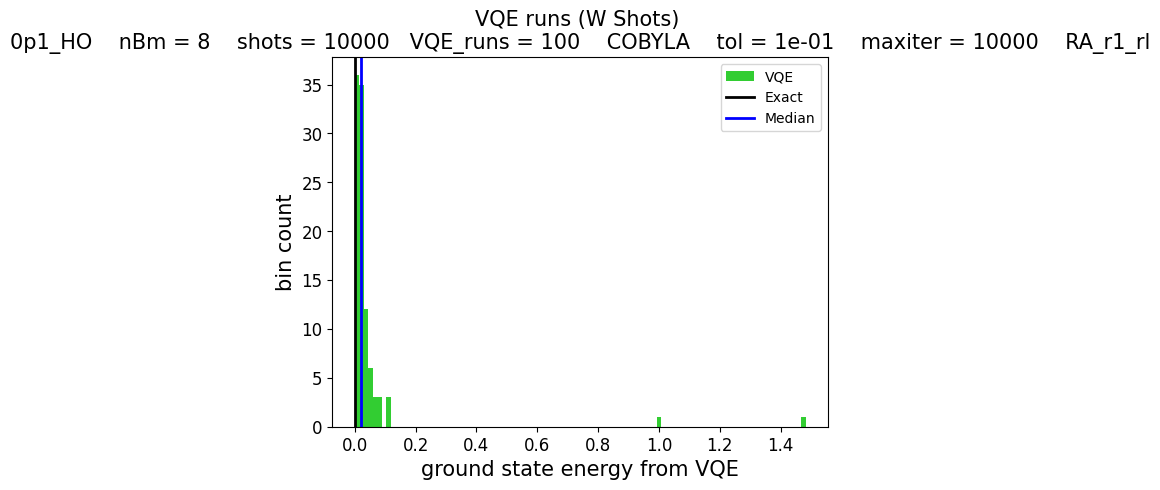 VQE runs (W Shots)
0p1_HO nBm = 8 shots = 10000 VQE_runs = 100 COBYLA tol = 1e-01 maxiter = 10000 RA_r1_rl
VQE
Exact
Median
bin count
35
30
25
20
15
10
5
0
0.0 0.2 0.4 0.6 0.8 1.0 1.2 1.4
ground state energy from VQE